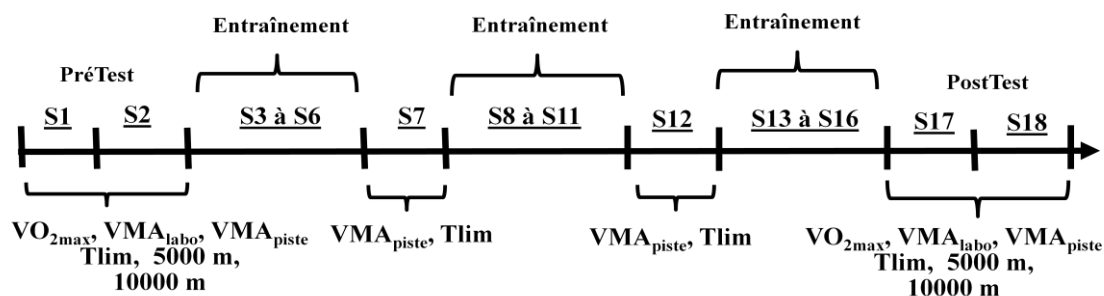 Entraînement Entraînement Entraînement
PréTest PostTest
S1 S2 S3 à S6 S7 S8 à S11 S12 S13 à S16 S17 S18
VO2max, VMAlabo, VMApiste VMApiste, Tlim VMApiste, Tlim VO2max, VMAlabo, VMApiste
Tlim, 5000 m, Tlim, 5000 m,
10000 m 10000 m